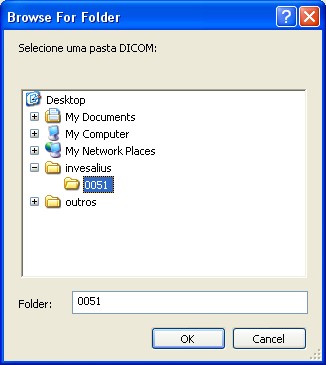 Browse For Folder
Selecione uma pasta DICOM:
Desktop
My Documents
My Computer
My Network Places
invesalius
0051
outros
Folder: 0051
OK Cancel